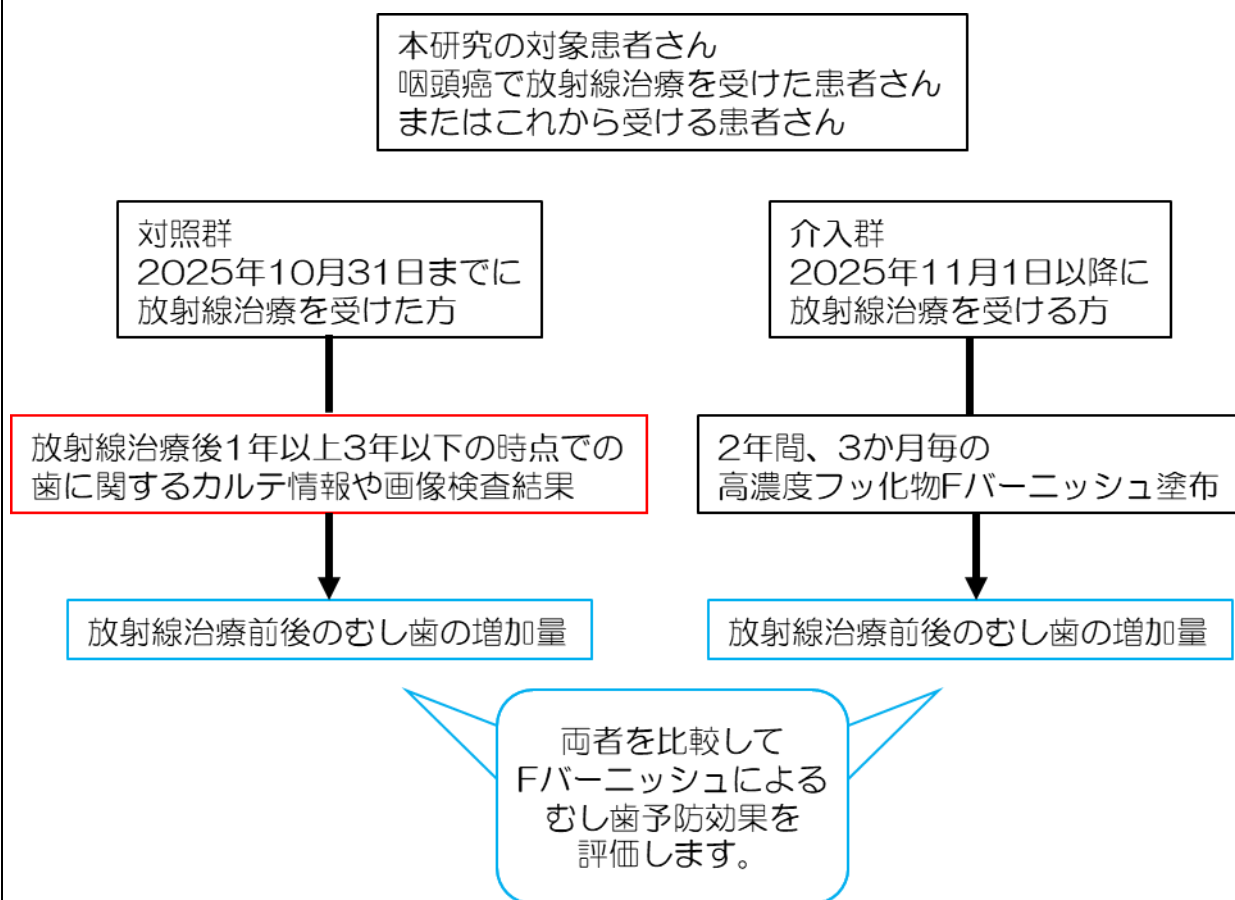 本研究の対象患者さん
咽頭癌で放射線治療を受けた患者さん
またはこれから受ける患者さん
対照群
2025年10月31日までに
放射線治療を受けた方
介入群
2025年11月1日以降に
放射線治療を受ける方
放射線治療後1年以上3年以下の時点での
歯に関するカルテ情報や画像検査結果
2年間、3か月毎の
高濃度フッ化物Fバーニッシュ塗布
放射線治療前後のむし歯の増加量
放射線治療前後のむし歯の増加量
両者を比較して
Fバーニッシュによる
むし歯予防効果を
評価します。